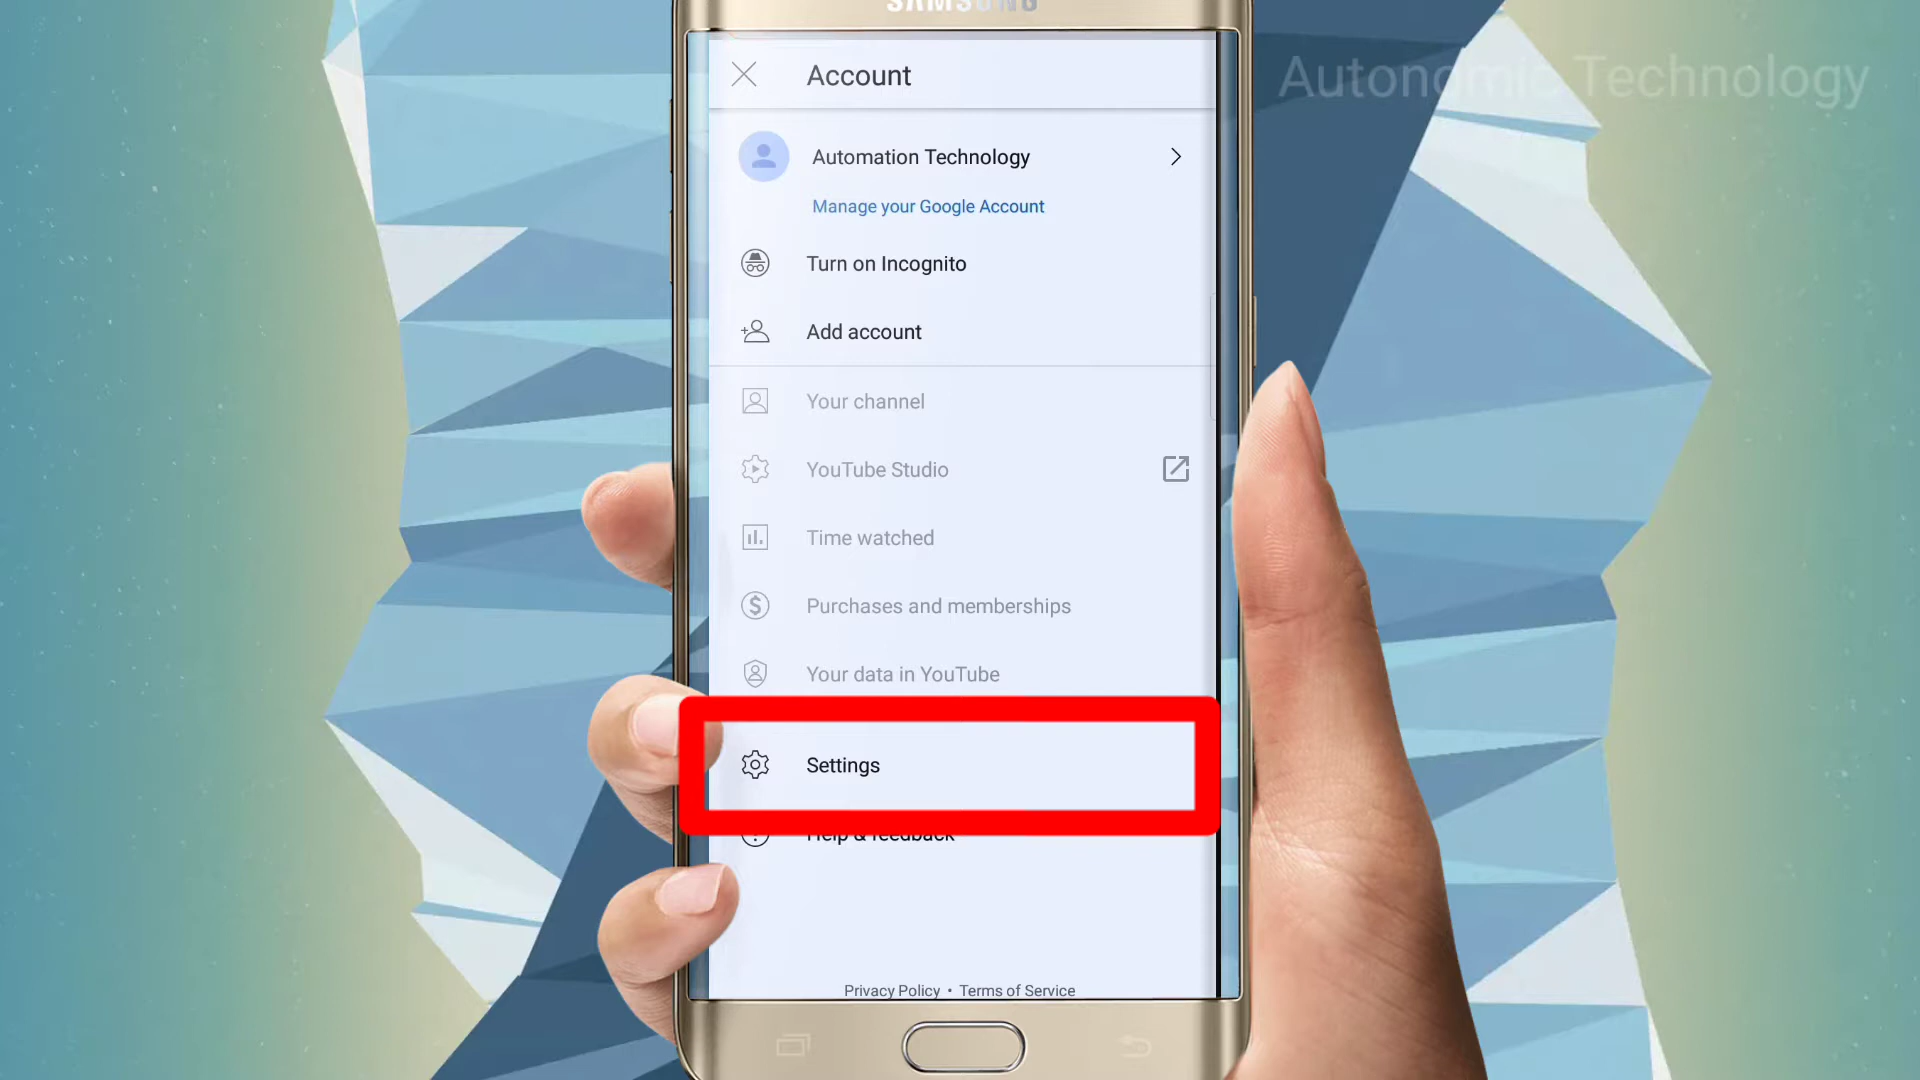 SAMSUNG
Autonomic Technology
Account
Automation Technology
Manage your Google Account
Turn on Incognito
Add account
Your channel
YouTube Studio
Time watched
Purchases and memberships
Your data in YouTube
Settings
Help & feedback
Privacy Policy • Terms of Service